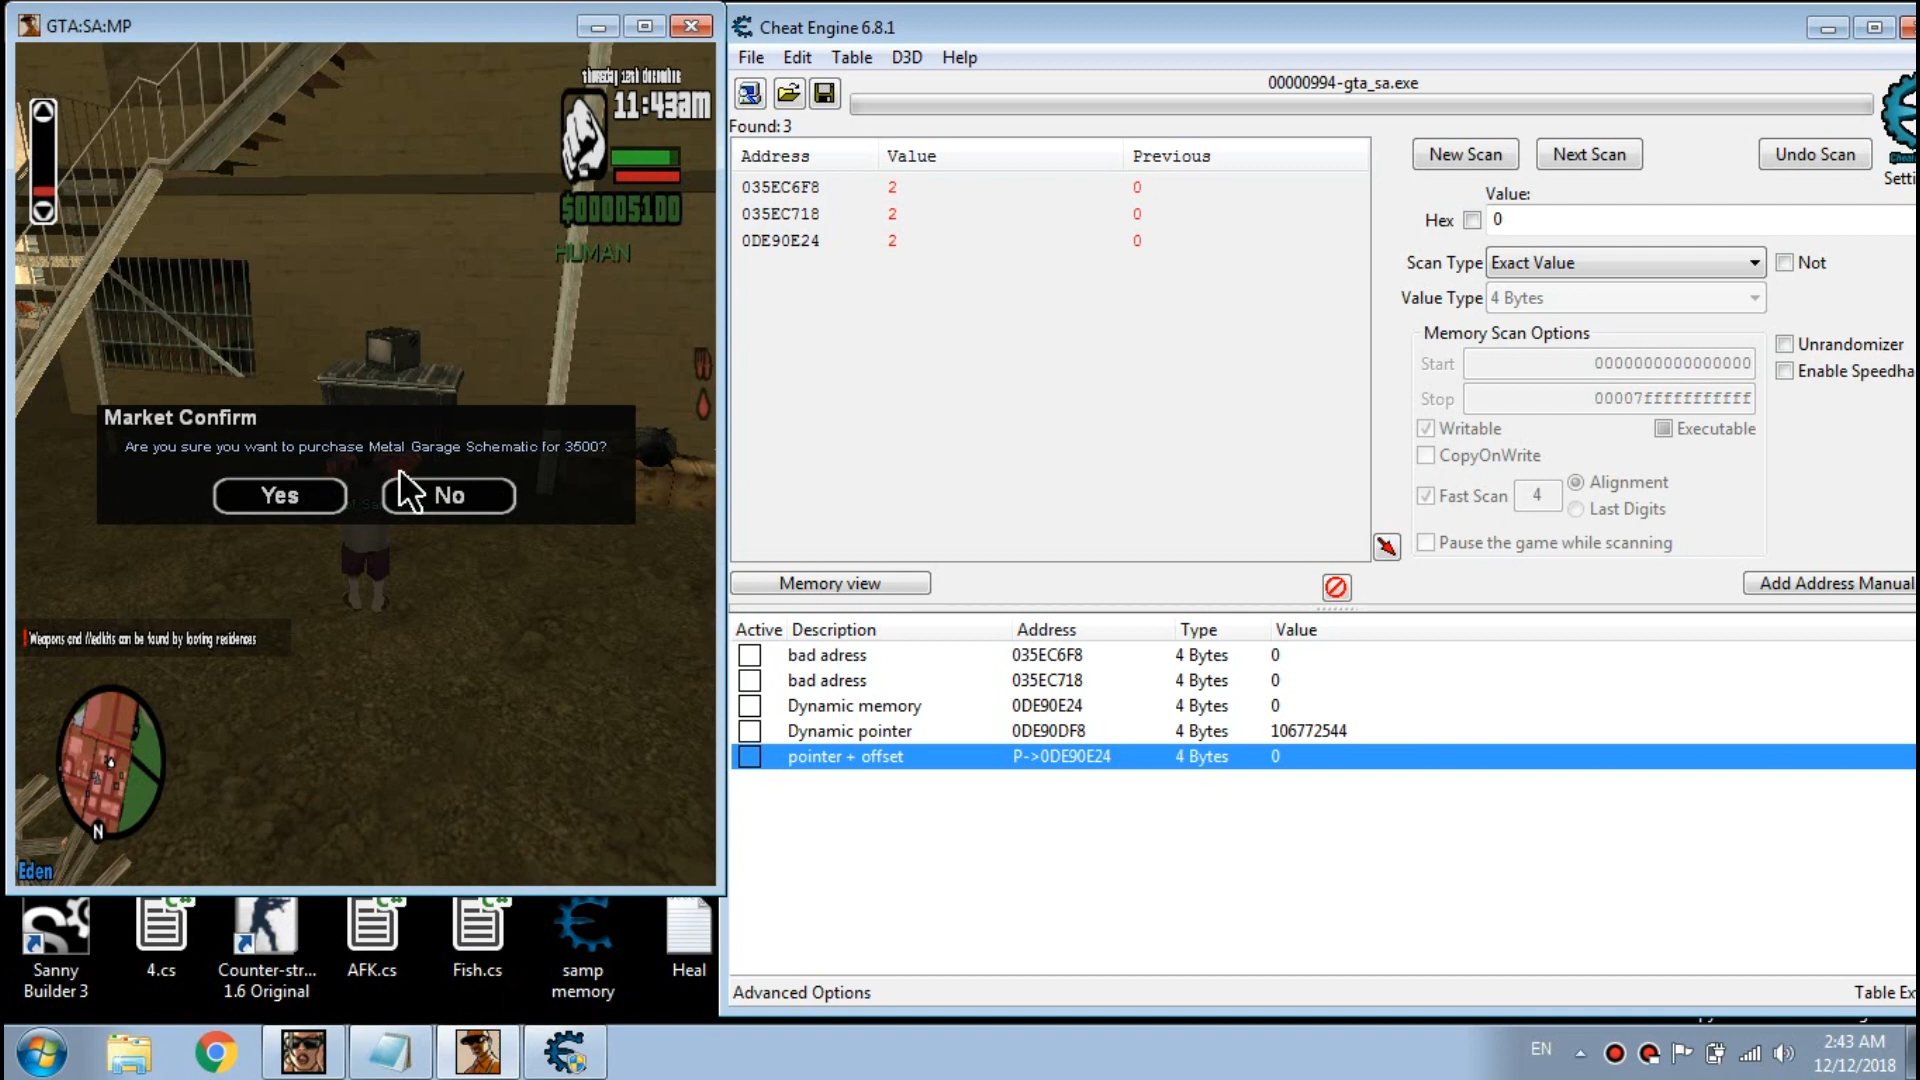 GTA:SA:MP
thursday 12th december
11:43am
$00005100
HUMAN
Market Confirm
Are you sure you want to purchase Metal Garage Schematic for 3500?
Yes
No
Weapons and Medkits can be found by looting residences
N
Eden
Cheat Engine 6.8.1
File Edit Table D3D Help
00000994-gta_sa.exe
Found: 3
Address Value Previous
035EC6F8 2 0
035EC718 2 0
0DE90E24 2 0
New Scan Next Scan Undo Scan
Setti
Value:
Hex 0
Scan Type Exact Value Not
Value Type 4 Bytes
Memory Scan Options
Start 0000000000000000
Stop 00007fffffffffff
Unrandomizer
Enable Speedha
Writable Executable
CopyOnWrite
Fast Scan 4 Alignment
Last Digits
Pause the game while scanning
Memory view
Add Address Manual
Active Description Address Type Value
bad adress 035EC6F8 4 Bytes 0
bad adress 035EC718 4 Bytes 0
Dynamic memory 0DE90E24 4 Bytes 0
Dynamic pointer 0DE90DF8 4 Bytes 106772544
pointer + offset P->0DE90E24 4 Bytes 0
Advanced Options
Table Ex
Sanny
Builder 3
4.cs
Counter-str...
1.6 Original
AFK.cs
Fish.cs
samp
memory
Heal
EN
2:43 AM
12/12/2018